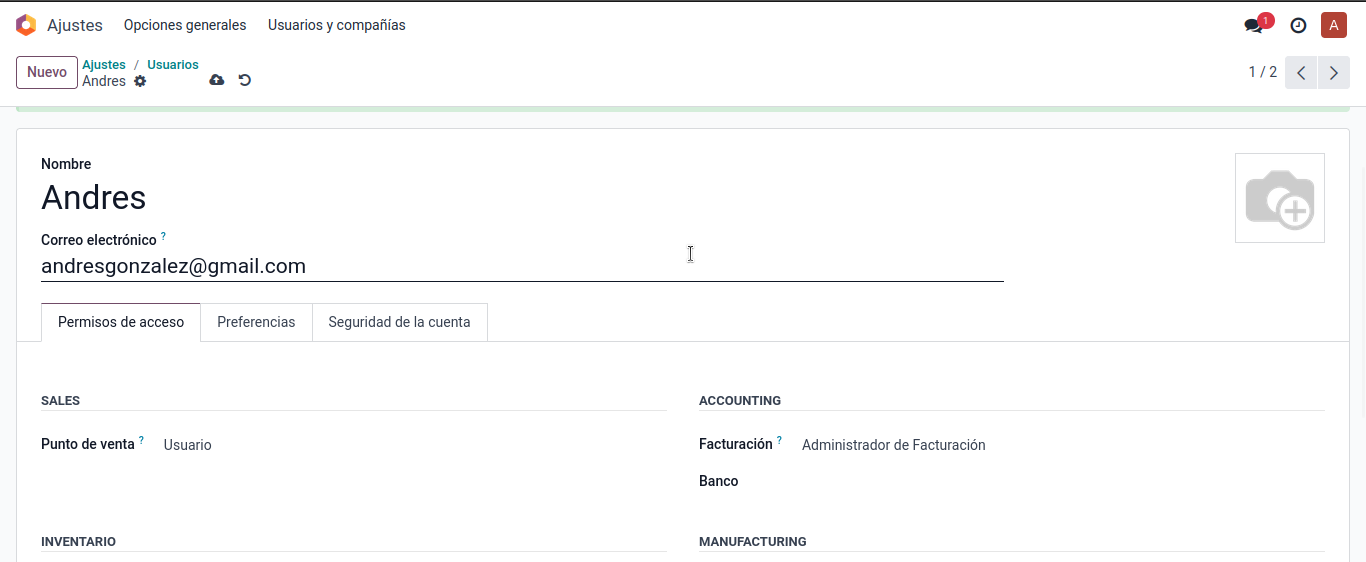 Ajustes Opciones generales Usuarios y compañías 1 A
Nuevo Ajustes / Usuarios
Andres 1 / 2
Nombre
Andres
Correo electrónico ?
andresgonzalez@gmail.com
Permisos de acceso Preferencias Seguridad de la cuenta
SALES ACCOUNTING
Punto de venta ? Usuario Facturación ? Administrador de Facturación
Banco
INVENTARIO MANUFACTURING